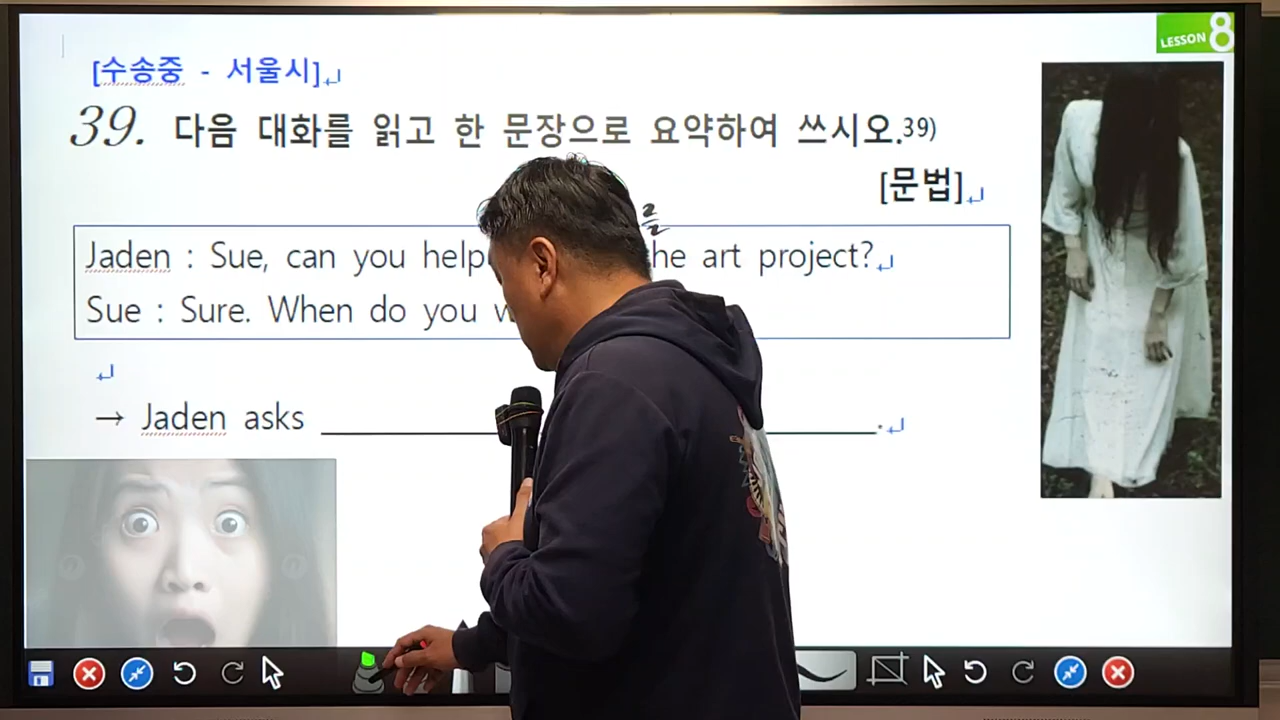 LESSON 8
[수송중 - 서울시]
39. 다음 대화를 읽고 한 문장으로 요약하여 쓰시오.39)
[문법]
를
Jaden : Sue, can you help he art project?
Sue : Sure. When do you w
→ Jaden asks .